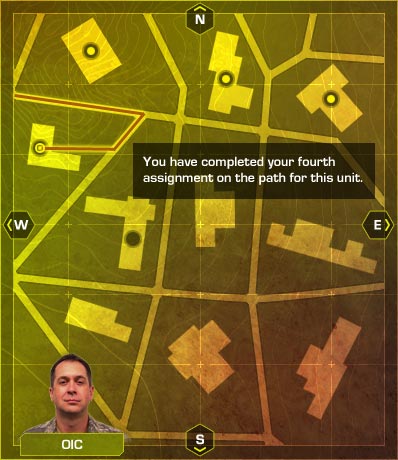 N
You have completed your fourth
assignment on the path for this unit.
W
E
OIC
S